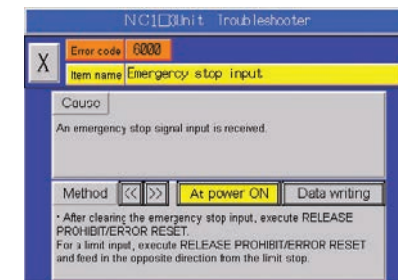 NC1□3Unit Troubleshooter
X
Error code 6000
Item name Emergency stop input
Cause
An emergency stop signal input is received.
Method << >> At power ON Data writing
・After clearing the emergency stop input, execute RELEASE
PROHIBIT/ERROR RESET.
For a limit input, execute RELEASE PROHIBIT/ERROR RESET
and feed in the opposite direction from the limit stop.